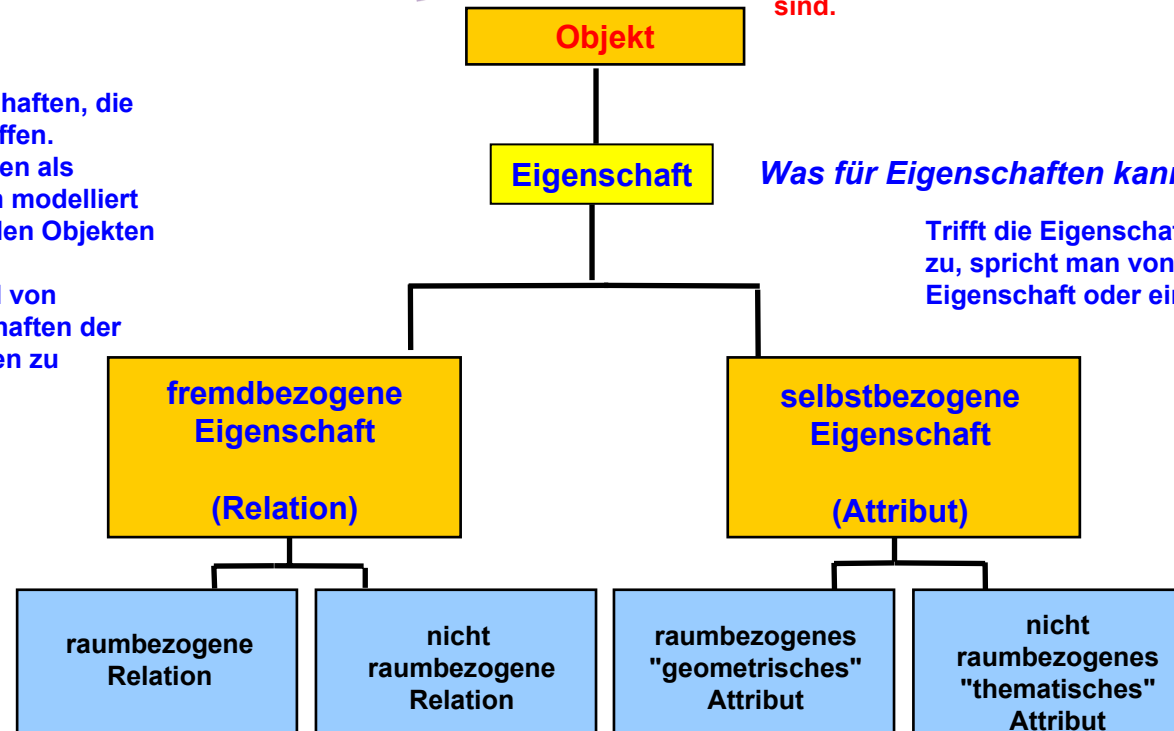 sind.
Objekt
haften, die
ffen.
en als
modelliert
den Objekten
von
haften der
en zu
Eigenschaft
Was für Eigenschaften kann
Trifft die Eigenschaf
zu, spricht man von
Eigenschaft oder ein
fremdbezogene
Eigenschaft
(Relation)
selbstbezogene
Eigenschaft
(Attribut)
raumbezogene
Relation
nicht
raumbezogene
Relation
raumbezogenes
"geometrisches"
Attribut
nicht
raumbezogenes
"thematisches"
Attribut